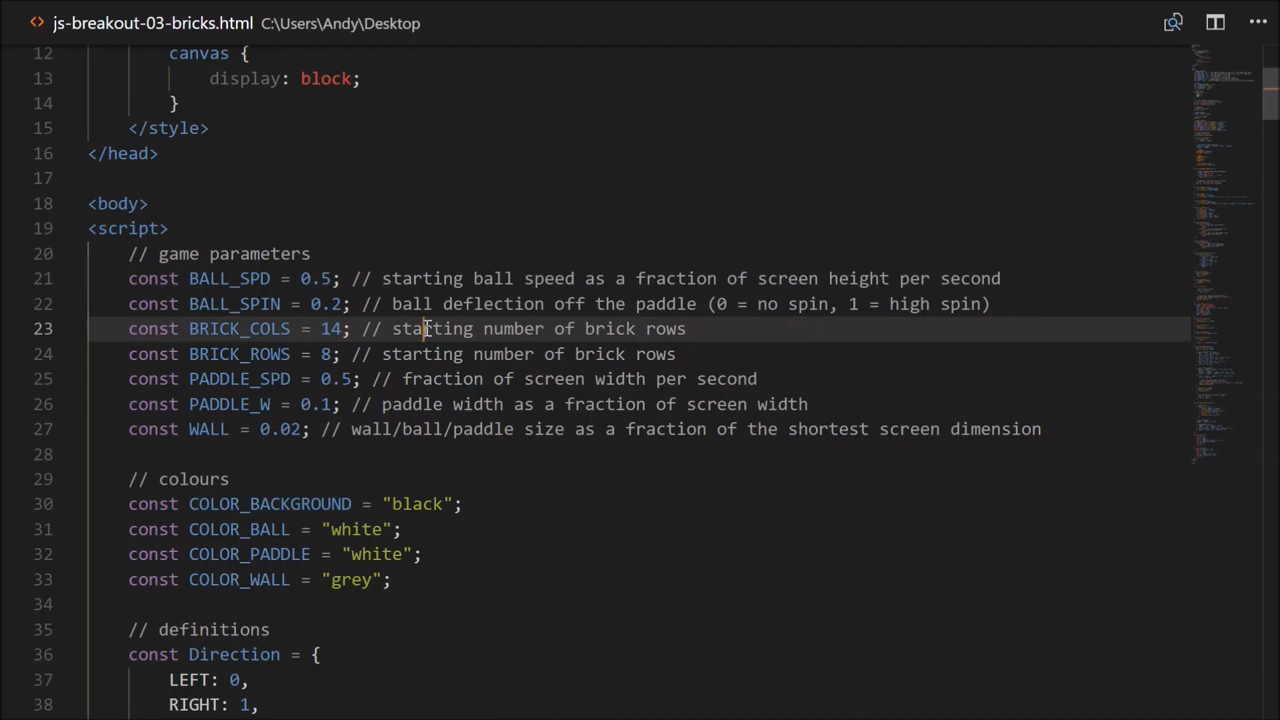 js-breakout-03-bricks.html C:\Users\Andy\Desktop
12 canvas {
13 display: block;
14 }
15 </style>
16 </head>
17
18 <body>
19 <script>
20 // game parameters
21 const BALL_SPD = 0.5; // starting ball speed as a fraction of screen height per second
22 const BALL_SPIN = 0.2; // ball deflection off the paddle (0 = no spin, 1 = high spin)
23 const BRICK_COLS = 14; // starting number of brick rows
24 const BRICK_ROWS = 8; // starting number of brick rows
25 const PADDLE_SPD = 0.5; // fraction of screen width per second
26 const PADDLE_W = 0.1; // paddle width as a fraction of screen width
27 const WALL = 0.02; // wall/ball/paddle size as a fraction of the shortest screen dimension
28
29 // colours
30 const COLOR_BACKGROUND = "black";
31 const COLOR_BALL = "white";
32 const COLOR_PADDLE = "white";
33 const COLOR_WALL = "grey";
34
35 // definitions
36 const Direction = {
37 LEFT: 0,
38 RIGHT: 1,